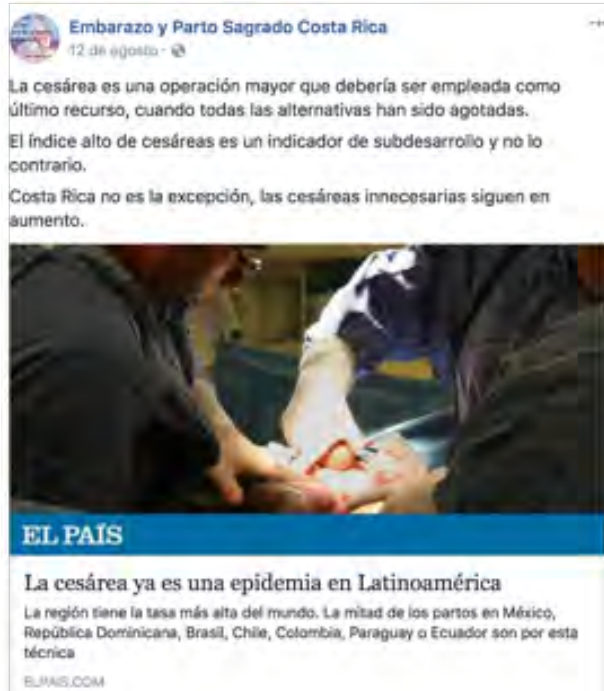 Embarazo y Parto Sagrado Costa Rica
12 de agosto ·
La cesárea es una operación mayor que debería ser empleada como
último recurso, cuando todas las alternativas han sido agotadas.
El índice alto de cesáreas es un indicador de subdesarrollo y no lo
contrario.
Costa Rica no es la excepción, las cesáreas innecesarias siguen en
aumento.
EL PAÍS
La cesárea ya es una epidemia en Latinoamérica
La región tiene la tasa más alta del mundo. La mitad de los partos en México,
República Dominicana, Brasil, Chile, Colombia, Paraguay o Ecuador son por esta
técnica
ELPAIS.COM